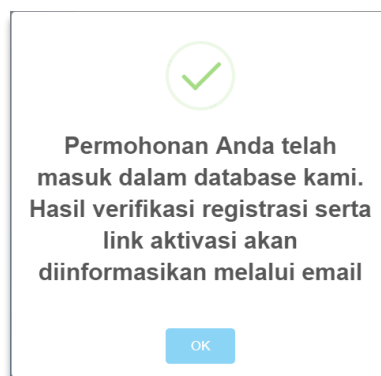 Permohonan Anda telah
masuk dalam database kami.
Hasil verifikasi registrasi serta
link aktivasi akan
diinformasikan melalui email
OK